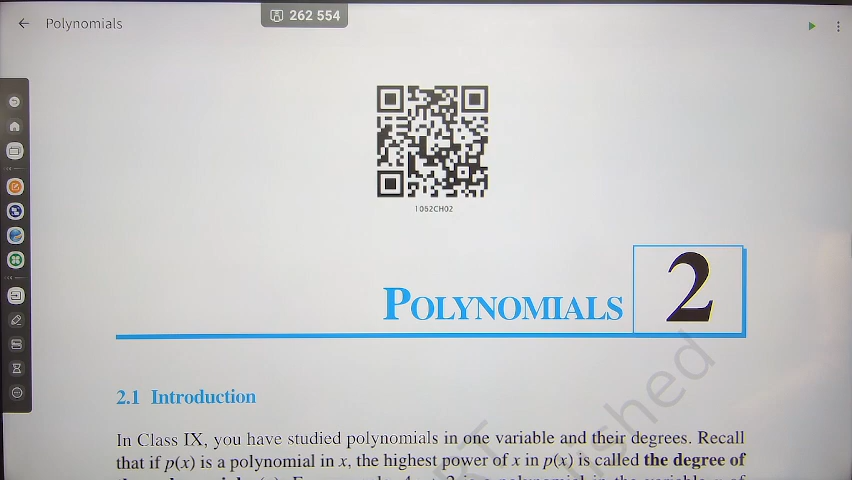 Polynomials
262 554
1052CH02
POLYNOMIALS
2
2.1 Introduction
In Class IX, you have studied polynomials in one variable and their degrees. Recall
that if p(x) is a polynomial in x, the highest power of x in p(x) is called the degree of